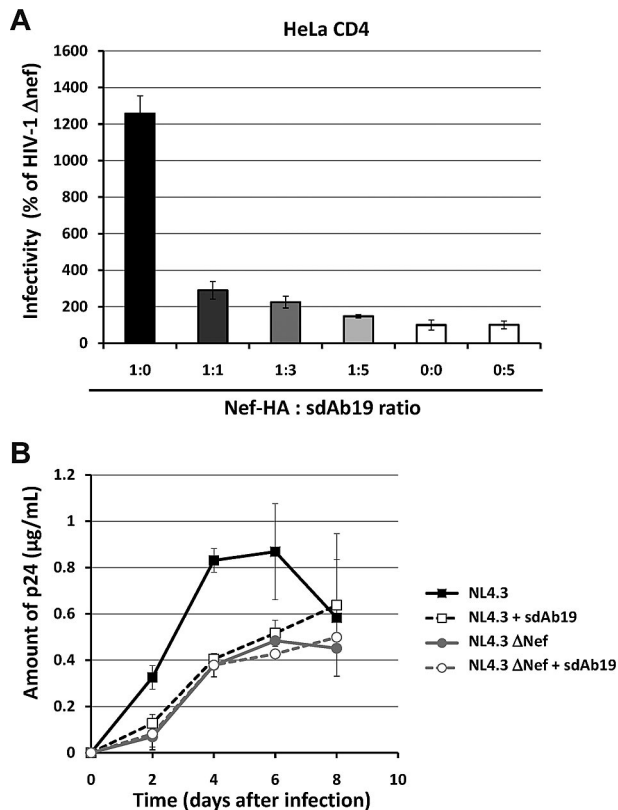 A
HeLa CD4
Infectivity (% of HIV-1 Δnef)
1600
1400
1200
1000
800
600
400
200
0
1:0 1:1 1:3 1:5 0:0 0:5
Nef-HA : sdAb19 ratio
B
Amount of p24 (µg/mL)
1.2
1
0.8
0.6
0.4
0.2
0
0 2 4 6 8 10
Time (days after infection)
NL4.3
NL4.3 + sdAb19
NL4.3 ΔNef
NL4.3 ΔNef + sdAb19